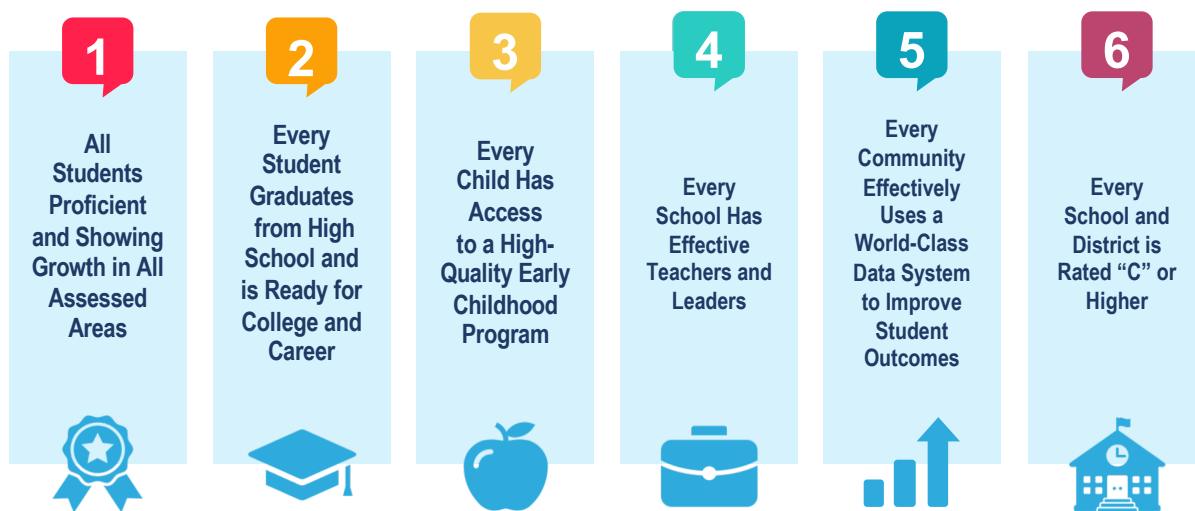 1
All
Students
Proficient
and Showing
Growth in All
Assessed
Areas
2
Every
Student
Graduates
from High
School and
is Ready for
College and
Career
3
Every
Child Has
Access
to a High-
Quality Early
Childhood
Program
4
Every
School Has
Effective
Teachers and
Leaders
5
Every
Community
Effectively
Uses a
World-Class
Data System
to Improve
Student
Outcomes
6
Every
School and
District is
Rated “C” or
Higher